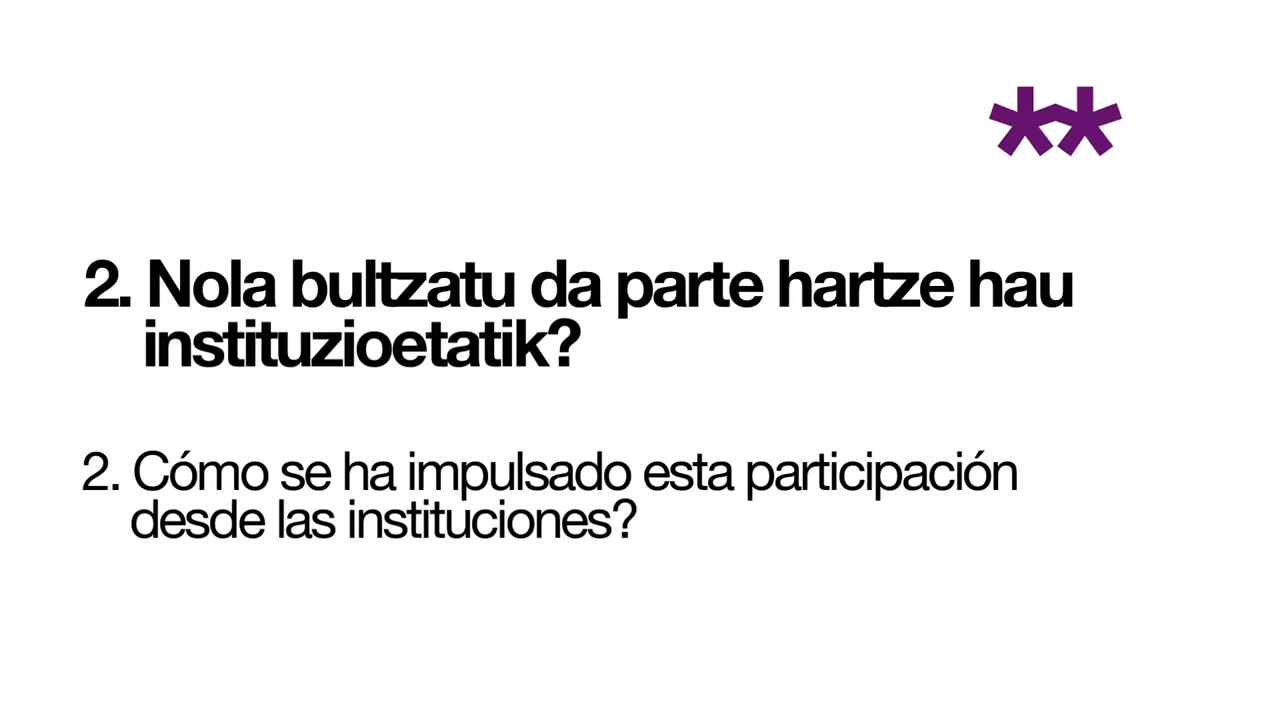 2. Nola bultzatu da parte hartze hau
instituzioetatik?
2. Cómo se ha impulsado esta participación
desde las instituciones?